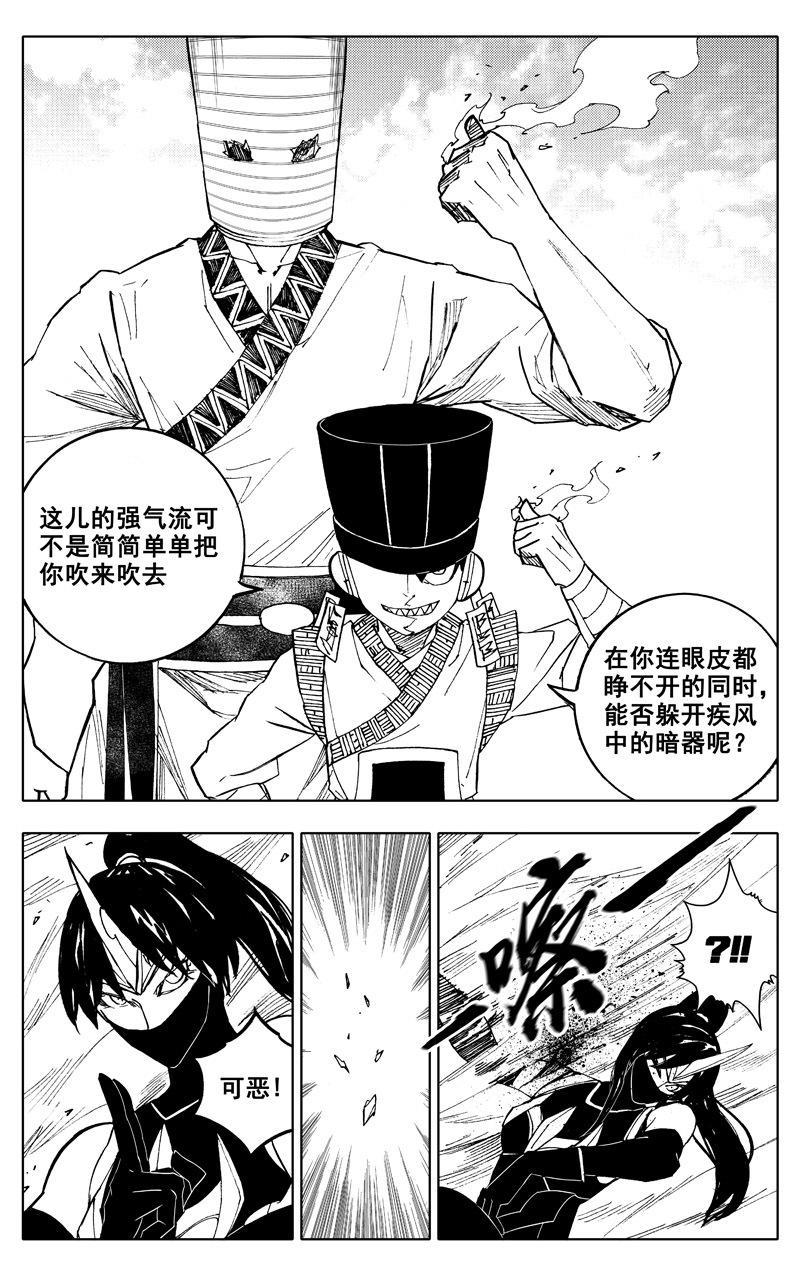 这儿的强气流可
不是简简单单把
你吹来吹去
在你连眼皮都
睁不开的同时，
能否躲开疾风
中的暗器呢？
可恶！
嚓
?!!